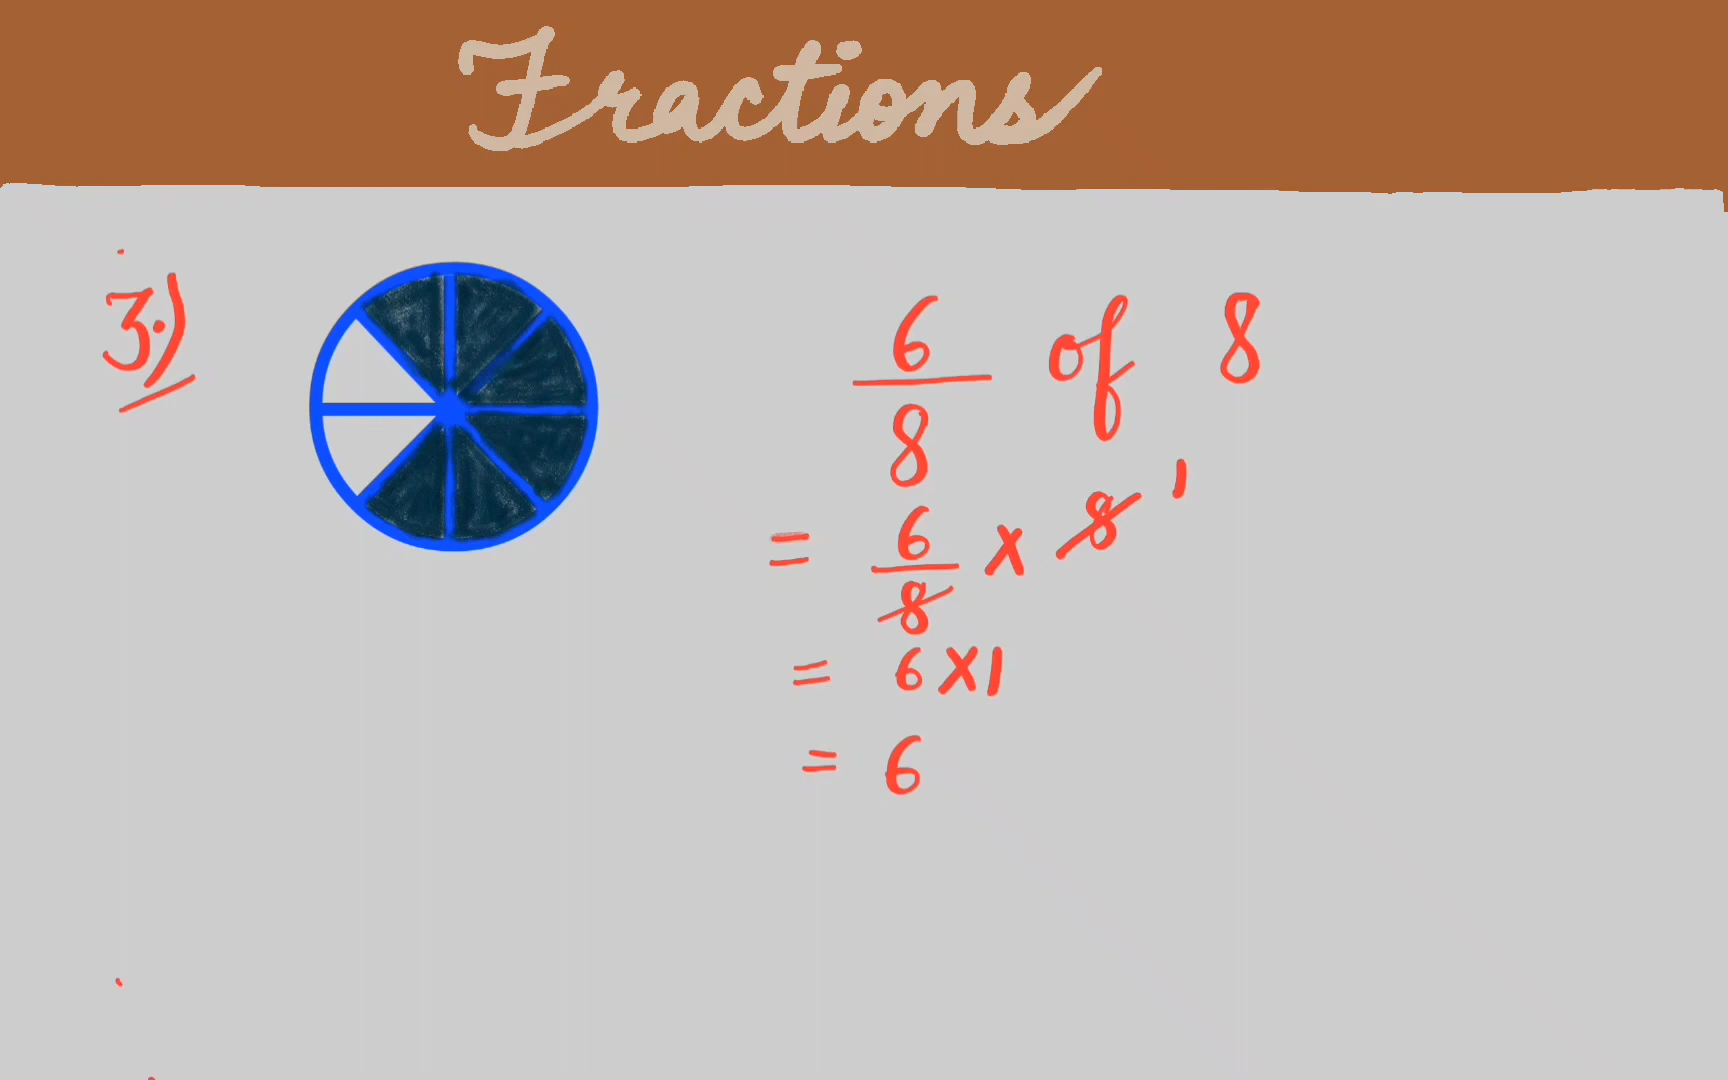 Fractions
3.)
6/8 of 8
= 6/8 x 8 1
= 6 x 1
= 6